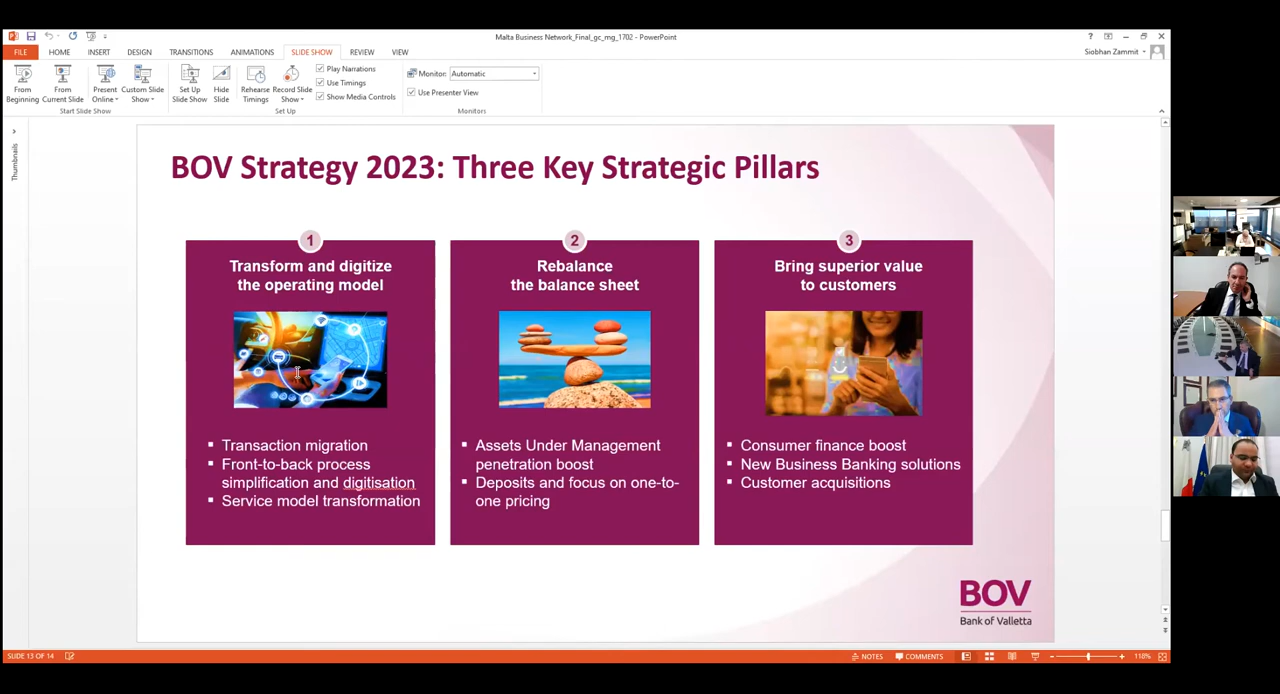 Malta Business Network_Final_gc_mg_1702 - PowerPoint
?
FILE HOME INSERT DESIGN TRANSITIONS ANIMATIONS SLIDE SHOW REVIEW VIEW
Siobhan Zammit
From
Beginning
From
Current Slide
Present
Online
Custom Slide
Show
Start Slide Show
Set Up
Slide Show
Hide
Slide
Rehearse
Timings
Record Slide
Show
Play Narrations
Use Timings
Show Media Controls
Set Up
Monitor: Automatic
Use Presenter View
Monitors
Thumbnails
BOV Strategy 2023: Three Key Strategic Pillars
1
Transform and digitize
the operating model
▪ Transaction migration
▪ Front-to-back process
simplification and digitisation
▪ Service model transformation
2
Rebalance
the balance sheet
▪ Assets Under Management
penetration boost
▪ Deposits and focus on one-to-
one pricing
3
Bring superior value
to customers
▪ Consumer finance boost
▪ New Business Banking solutions
▪ Customer acquisitions
BOV
Bank of Valletta
SLIDE 13 OF 14
NOTES
COMMENTS
118%